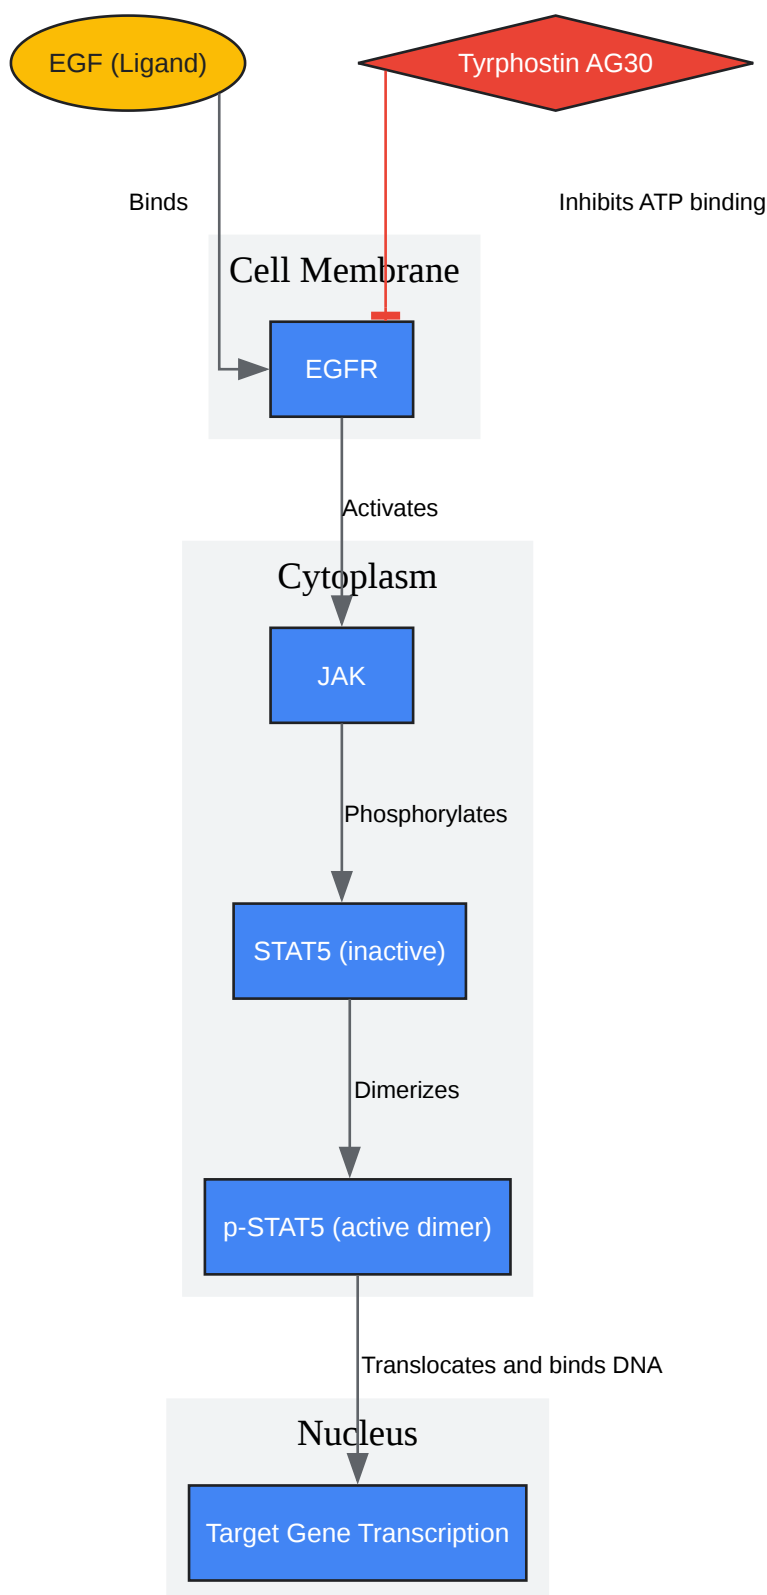 EGF (Ligand)
Tyrphostin AG30
Binds
Inhibits ATP binding
Cell Membrane
EGFR
Activates
Cytoplasm
JAK
Phosphorylates
STAT5 (inactive)
Dimerizes
p-STAT5 (active dimer)
Translocates and binds DNA
Nucleus
Target Gene Transcription